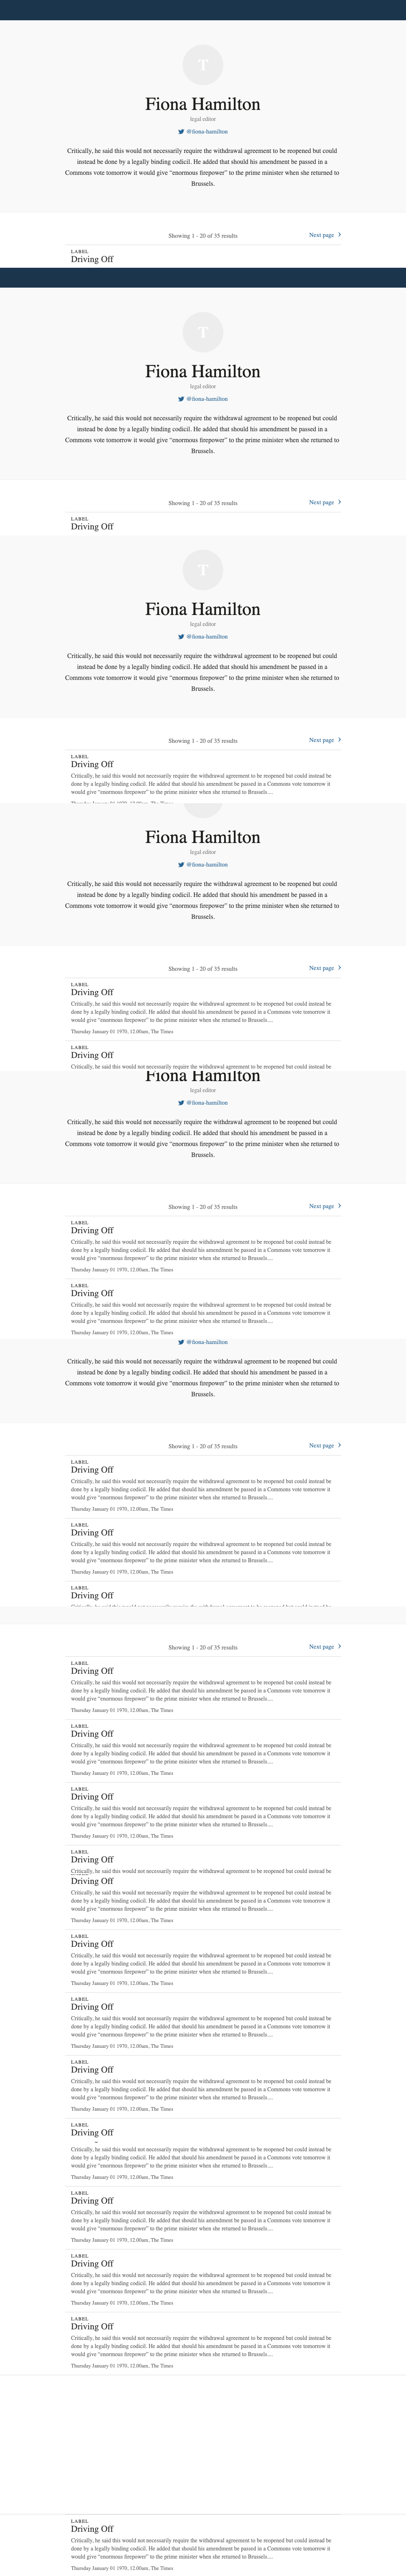 T
Fiona Hamilton
legal editor
@fiona-hamilton
Critically, he said this would not necessarily require the withdrawal agreement to be reopened but could
instead be done by a legally binding codicil. He added that should his amendment be passed in a
Commons vote tomorrow it would give “enormous firepower” to the prime minister when she returned to
Brussels.
Showing 1 - 20 of 35 results
Next page
LABEL
Driving Off
T
Fiona Hamilton
legal editor
@fiona-hamilton
Critically, he said this would not necessarily require the withdrawal agreement to be reopened but could
instead be done by a legally binding codicil. He added that should his amendment be passed in a
Commons vote tomorrow it would give “enormous firepower” to the prime minister when she returned to
Brussels.
Showing 1 - 20 of 35 results
Next page
LABEL
Driving Off
T
Fiona Hamilton
legal editor
@fiona-hamilton
Critically, he said this would not necessarily require the withdrawal agreement to be reopened but could
instead be done by a legally binding codicil. He added that should his amendment be passed in a
Commons vote tomorrow it would give “enormous firepower” to the prime minister when she returned to
Brussels.
Showing 1 - 20 of 35 results
Next page
LABEL
Driving Off
Critically, he said this would not necessarily require the withdrawal agreement to be reopened but could instead be
done by a legally binding codicil. He added that should his amendment be passed in a Commons vote tomorrow it
would give “enormous firepower” to the prime minister when she returned to Brussels....
Thursday January 01 1970, 12.00am, The Times
Fiona Hamilton
legal editor
@fiona-hamilton
Critically, he said this would not necessarily require the withdrawal agreement to be reopened but could
instead be done by a legally binding codicil. He added that should his amendment be passed in a
Commons vote tomorrow it would give “enormous firepower” to the prime minister when she returned to
Brussels.
Showing 1 - 20 of 35 results
Next page
LABEL
Driving Off
Critically, he said this would not necessarily require the withdrawal agreement to be reopened but could instead be
done by a legally binding codicil. He added that should his amendment be passed in a Commons vote tomorrow it
would give “enormous firepower” to the prime minister when she returned to Brussels....
Thursday January 01 1970, 12.00am, The Times
LABEL
Driving Off
Critically, he said this would not necessarily require the withdrawal agreement to be reopened but could instead be
Fiona Hamilton
legal editor
@fiona-hamilton
Critically, he said this would not necessarily require the withdrawal agreement to be reopened but could
instead be done by a legally binding codicil. He added that should his amendment be passed in a
Commons vote tomorrow it would give “enormous firepower” to the prime minister when she returned to
Brussels.
Showing 1 - 20 of 35 results
Next page
LABEL
Driving Off
Critically, he said this would not necessarily require the withdrawal agreement to be reopened but could instead be
done by a legally binding codicil. He added that should his amendment be passed in a Commons vote tomorrow it
would give “enormous firepower” to the prime minister when she returned to Brussels....
Thursday January 01 1970, 12.00am, The Times
LABEL
Driving Off
Critically, he said this would not necessarily require the withdrawal agreement to be reopened but could instead be
done by a legally binding codicil. He added that should his amendment be passed in a Commons vote tomorrow it
would give “enormous firepower” to the prime minister when she returned to Brussels....
Thursday January 01 1970, 12.00am, The Times
@fiona-hamilton
Critically, he said this would not necessarily require the withdrawal agreement to be reopened but could
instead be done by a legally binding codicil. He added that should his amendment be passed in a
Commons vote tomorrow it would give “enormous firepower” to the prime minister when she returned to
Brussels.
Showing 1 - 20 of 35 results
Next page
LABEL
Driving Off
Critically, he said this would not necessarily require the withdrawal agreement to be reopened but could instead be
done by a legally binding codicil. He added that should his amendment be passed in a Commons vote tomorrow it
would give “enormous firepower” to the prime minister when she returned to Brussels....
Thursday January 01 1970, 12.00am, The Times
LABEL
Driving Off
Critically, he said this would not necessarily require the withdrawal agreement to be reopened but could instead be
done by a legally binding codicil. He added that should his amendment be passed in a Commons vote tomorrow it
would give “enormous firepower” to the prime minister when she returned to Brussels....
Thursday January 01 1970, 12.00am, The Times
LABEL
Driving Off
Showing 1 - 20 of 35 results
Next page
LABEL
Driving Off
Critically, he said this would not necessarily require the withdrawal agreement to be reopened but could instead be
done by a legally binding codicil. He added that should his amendment be passed in a Commons vote tomorrow it
would give “enormous firepower” to the prime minister when she returned to Brussels....
Thursday January 01 1970, 12.00am, The Times
LABEL
Driving Off
Critically, he said this would not necessarily require the withdrawal agreement to be reopened but could instead be
done by a legally binding codicil. He added that should his amendment be passed in a Commons vote tomorrow it
would give “enormous firepower” to the prime minister when she returned to Brussels....
Thursday January 01 1970, 12.00am, The Times
LABEL
Driving Off
Critically, he said this would not necessarily require the withdrawal agreement to be reopened but could instead be
done by a legally binding codicil. He added that should his amendment be passed in a Commons vote tomorrow it
would give “enormous firepower” to the prime minister when she returned to Brussels....
Thursday January 01 1970, 12.00am, The Times
LABEL
Driving Off
Critically, he said this would not necessarily require the withdrawal agreement to be reopened but could instead be
Driving Off
Critically, he said this would not necessarily require the withdrawal agreement to be reopened but could instead be
done by a legally binding codicil. He added that should his amendment be passed in a Commons vote tomorrow it
would give “enormous firepower” to the prime minister when she returned to Brussels....
Thursday January 01 1970, 12.00am, The Times
LABEL
Driving Off
Critically, he said this would not necessarily require the withdrawal agreement to be reopened but could instead be
done by a legally binding codicil. He added that should his amendment be passed in a Commons vote tomorrow it
would give “enormous firepower” to the prime minister when she returned to Brussels....
Thursday January 01 1970, 12.00am, The Times
LABEL
Driving Off
Critically, he said this would not necessarily require the withdrawal agreement to be reopened but could instead be
done by a legally binding codicil. He added that should his amendment be passed in a Commons vote tomorrow it
would give “enormous firepower” to the prime minister when she returned to Brussels....
Thursday January 01 1970, 12.00am, The Times
LABEL
Driving Off
Critically, he said this would not necessarily require the withdrawal agreement to be reopened but could instead be
done by a legally binding codicil. He added that should his amendment be passed in a Commons vote tomorrow it
would give “enormous firepower” to the prime minister when she returned to Brussels....
Thursday January 01 1970, 12.00am, The Times
LABEL
Driving Off
Critically, he said this would not necessarily require the withdrawal agreement to be reopened but could instead be
done by a legally binding codicil. He added that should his amendment be passed in a Commons vote tomorrow it
would give “enormous firepower” to the prime minister when she returned to Brussels....
Thursday January 01 1970, 12.00am, The Times
LABEL
Driving Off
Critically, he said this would not necessarily require the withdrawal agreement to be reopened but could instead be
done by a legally binding codicil. He added that should his amendment be passed in a Commons vote tomorrow it
would give “enormous firepower” to the prime minister when she returned to Brussels....
Thursday January 01 1970, 12.00am, The Times
LABEL
Driving Off
Critically, he said this would not necessarily require the withdrawal agreement to be reopened but could instead be
done by a legally binding codicil. He added that should his amendment be passed in a Commons vote tomorrow it
would give “enormous firepower” to the prime minister when she returned to Brussels....
Thursday January 01 1970, 12.00am, The Times
LABEL
Driving Off
Critically, he said this would not necessarily require the withdrawal agreement to be reopened but could instead be
done by a legally binding codicil. He added that should his amendment be passed in a Commons vote tomorrow it
would give “enormous firepower” to the prime minister when she returned to Brussels....
Thursday January 01 1970, 12.00am, The Times
LABEL
Driving Off
Critically, he said this would not necessarily require the withdrawal agreement to be reopened but could instead be
done by a legally binding codicil. He added that should his amendment be passed in a Commons vote tomorrow it
would give “enormous firepower” to the prime minister when she returned to Brussels....
Thursday January 01 1970, 12.00am, The Times